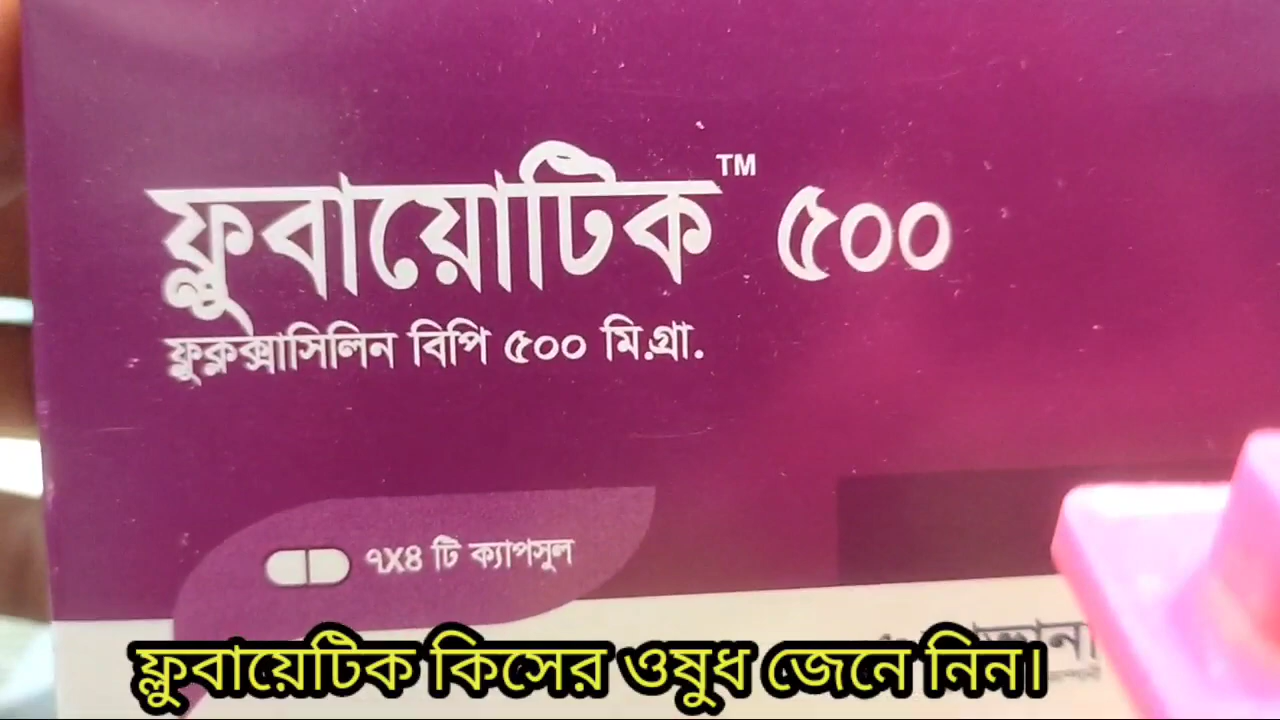 ফ্লুবায়োটিক™ ৫০০
ফ্লুক্লক্সাসিলিন বিপি ৫০০ মি.গ্রা.
৭X৪ টি ক্যাপসুল
ফ্লুবায়েটিক কিসের ওষুধ জেনে নিন।